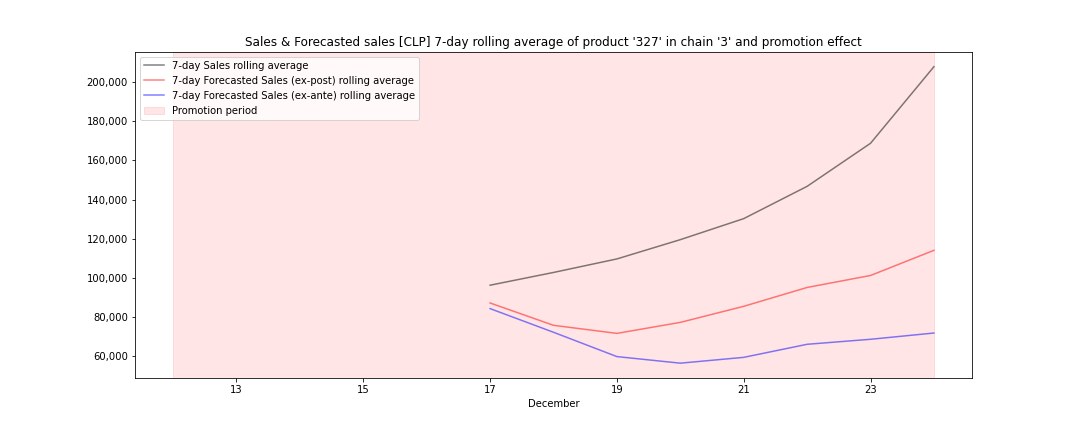 Sales & Forecasted sales [CLP] 7-day rolling average of product '327' in chain '3' and promotion effect
7-day Sales rolling average
7-day Forecasted Sales (ex-post) rolling average
7-day Forecasted Sales (ex-ante) rolling average
Promotion period
200,000
180,000
160,000
140,000
120,000
100,000
80,000
60,000
13 15 17 19 21 23
December